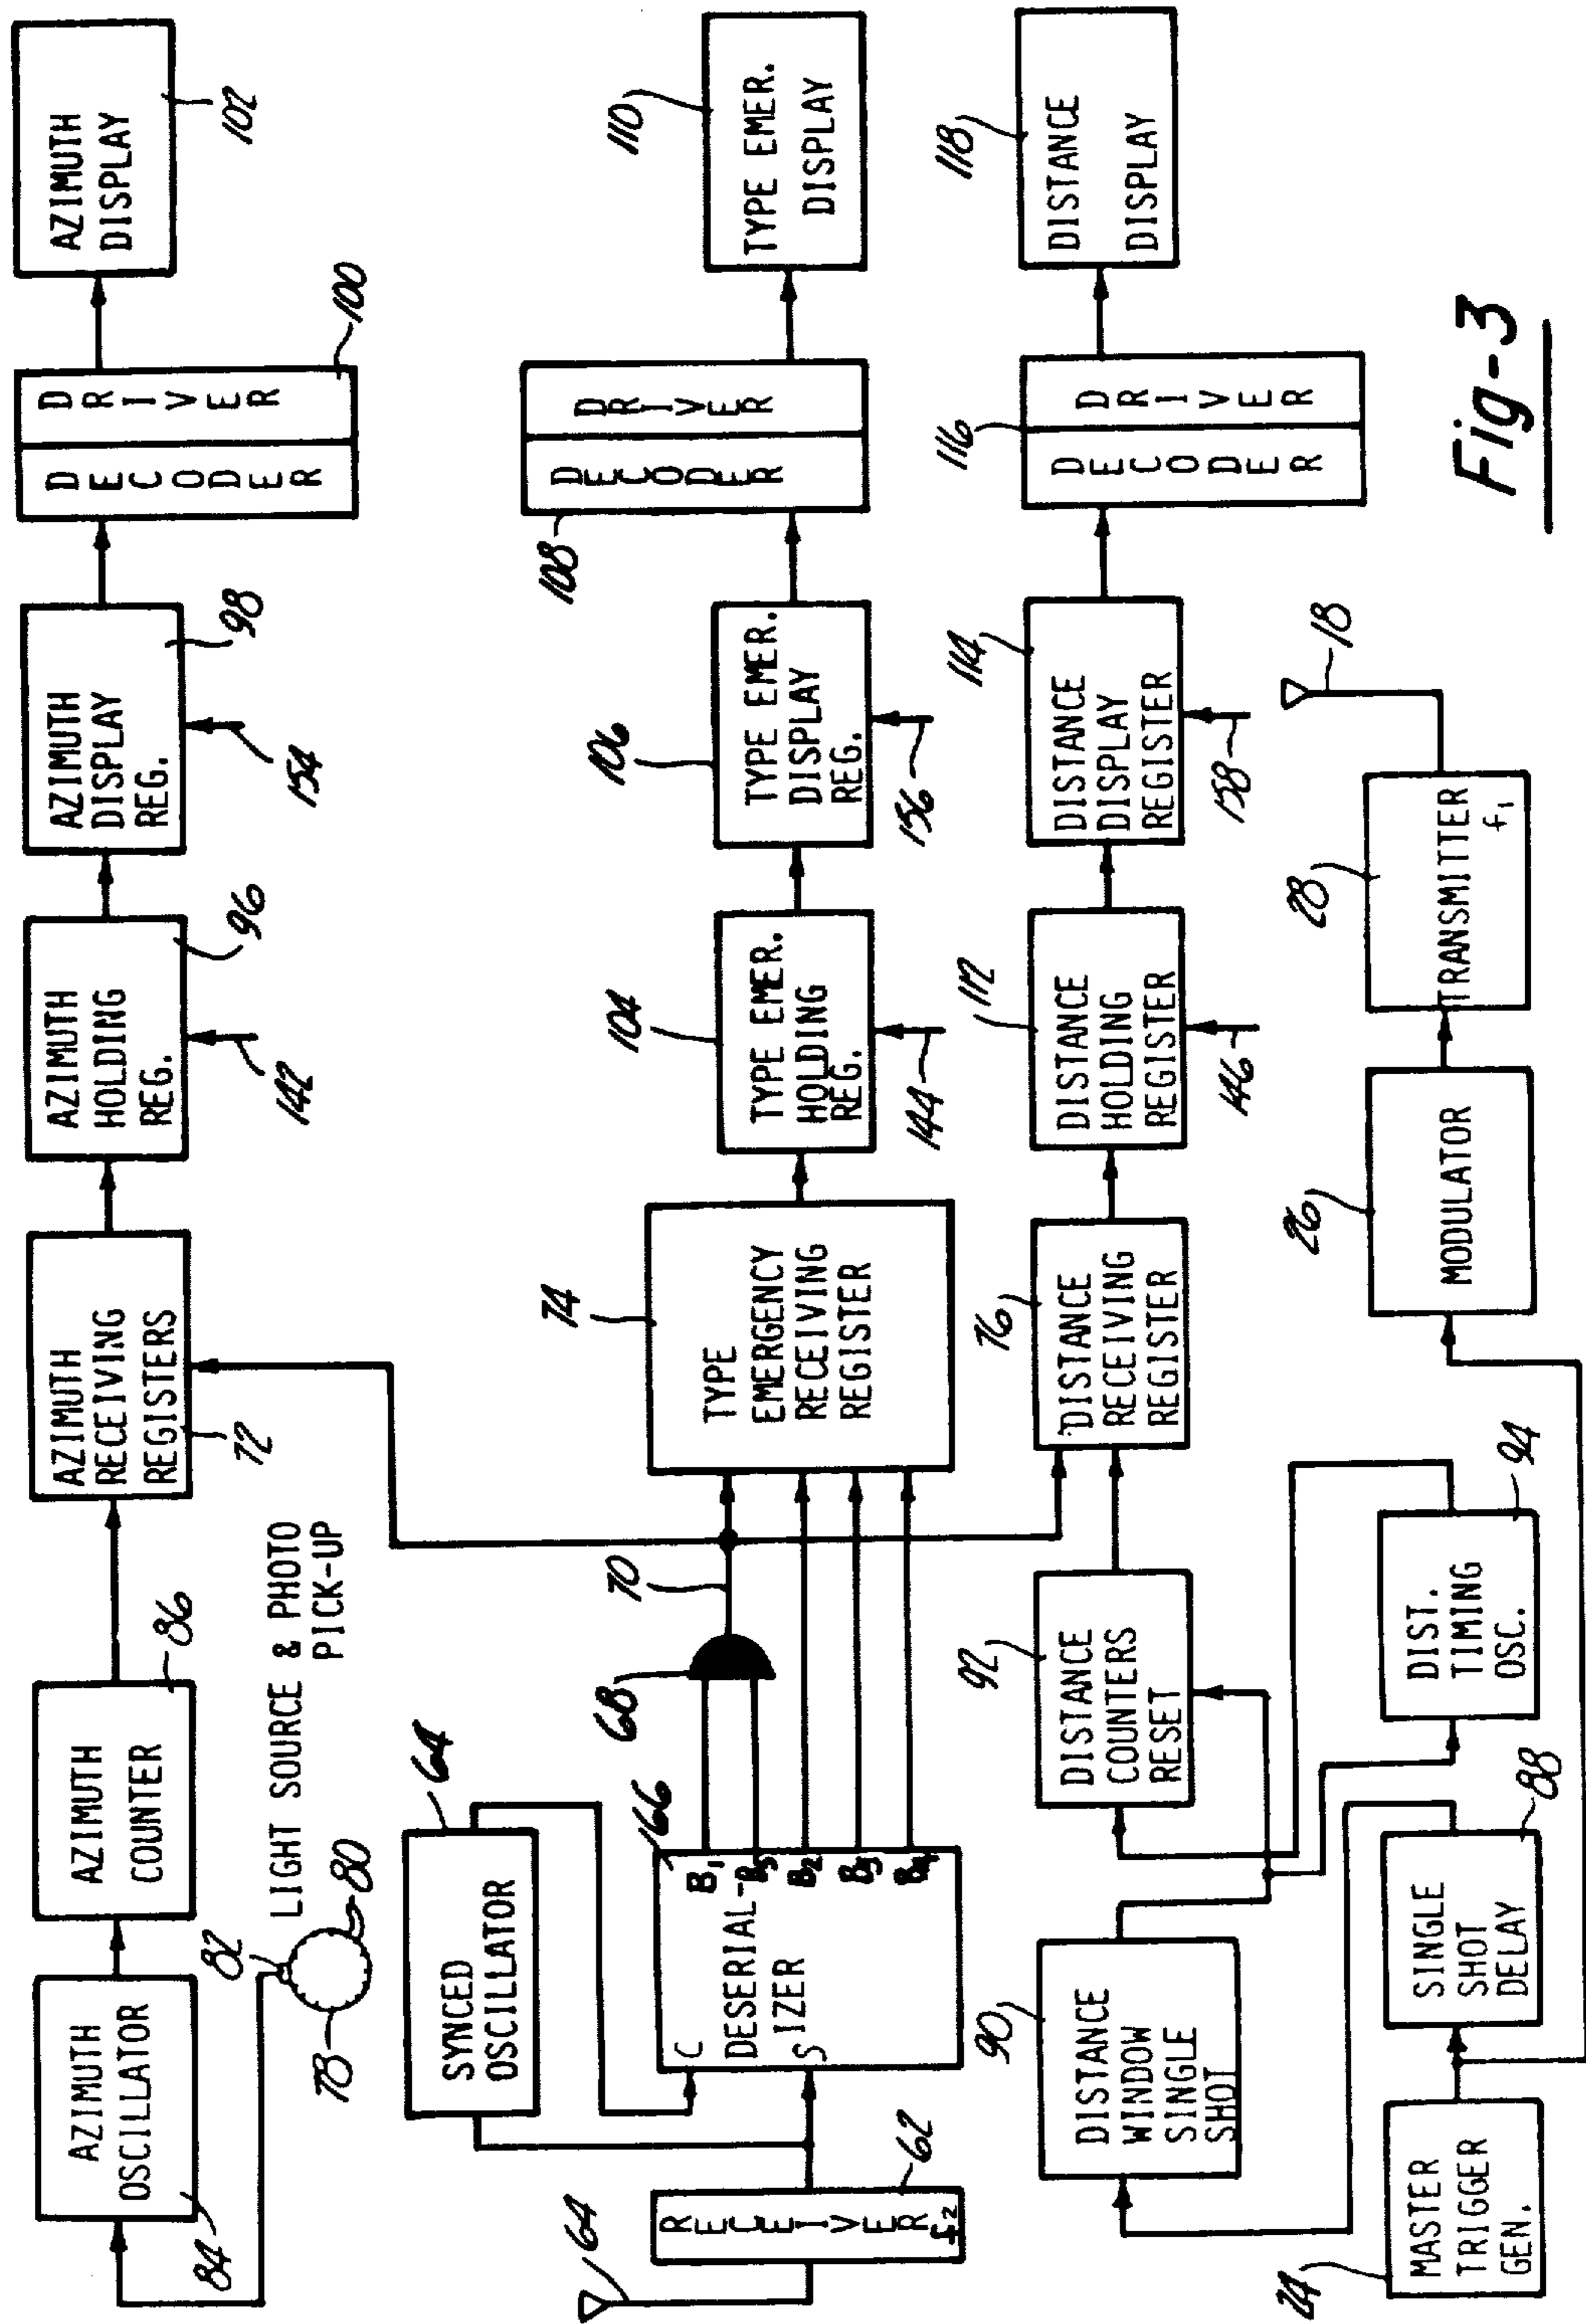 AZIMUTH
OSCILLATOR
84
AZIMUTH
COUNTER
86
AZIMUTH
RECEIVING
REGISTERS
72
AZIMUTH
HOLDING
REG.
96
142
AZIMUTH
DISPLAY
REG.
98
154
DECODER
DRIVER
100
AZIMUTH
DISPLAY
102
78
82
80
LIGHT SOURCE & PHOTO
PICK-UP
SYNCED
OSCILLATOR
64
64
RECEIVER f2
62
C
DESERIAL-
IZER
S
166
B1
B5
B2
B3
B4
68
70
TYPE
EMERGENCY
RECEIVING
REGISTER
74
TYPE EMER.
HOLDING
REG.
104
144
TYPE EMER.
DISPLAY
REG.
106
156
DECODER
DRIVER
108
TYPE EMER.
DISPLAY
110
DISTANCE
WINDOW
SINGLE
SHOT
90
DISTANCE
COUNTERS
RESET
92
DISTANCE
RECEIVING
REGISTER
76
DISTANCE
HOLDING
REGISTER
112
146
DISTANCE
DISPLAY
REGISTER
114
158
DECODER
DRIVER
116
DISTANCE
DISPLAY
118
MASTER
TRIGGER
GEN.
24
SINGLE
SHOT
DELAY
88
DIST.
TIMING
OSC.
94
MODULATOR
26
TRANSMITTER
f1
28
18
Fig-3